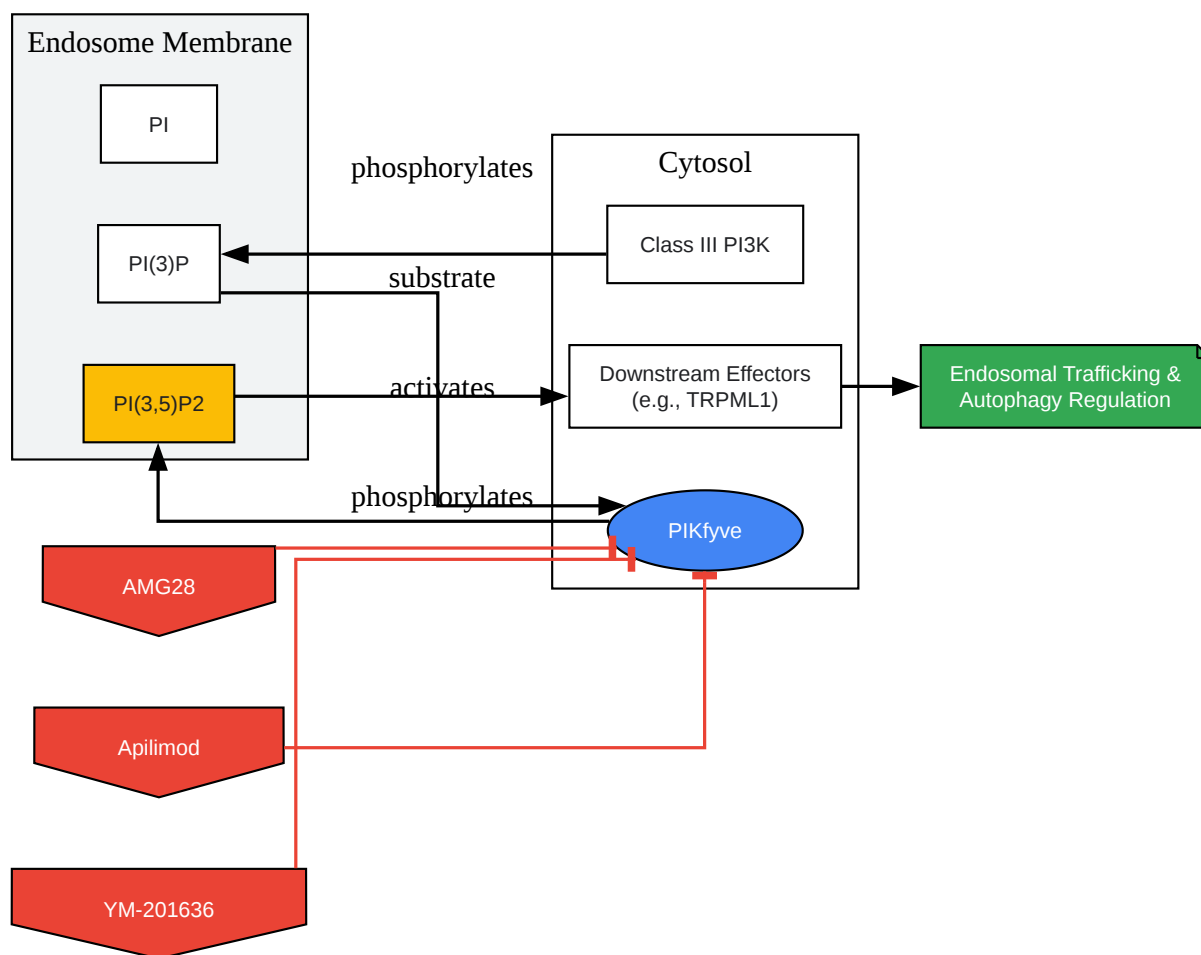 Endosome Membrane
PI
phosphorylates
Cytosol
PI(3)P
Class III PI3K
substrate
PI(3,5)P2
activates
Downstream Effectors
(e.g., TRPML1)
Endosomal Trafficking &
Autophagy Regulation
phosphorylates
PIKfyve
AMG28
Apilimod
YM-201636